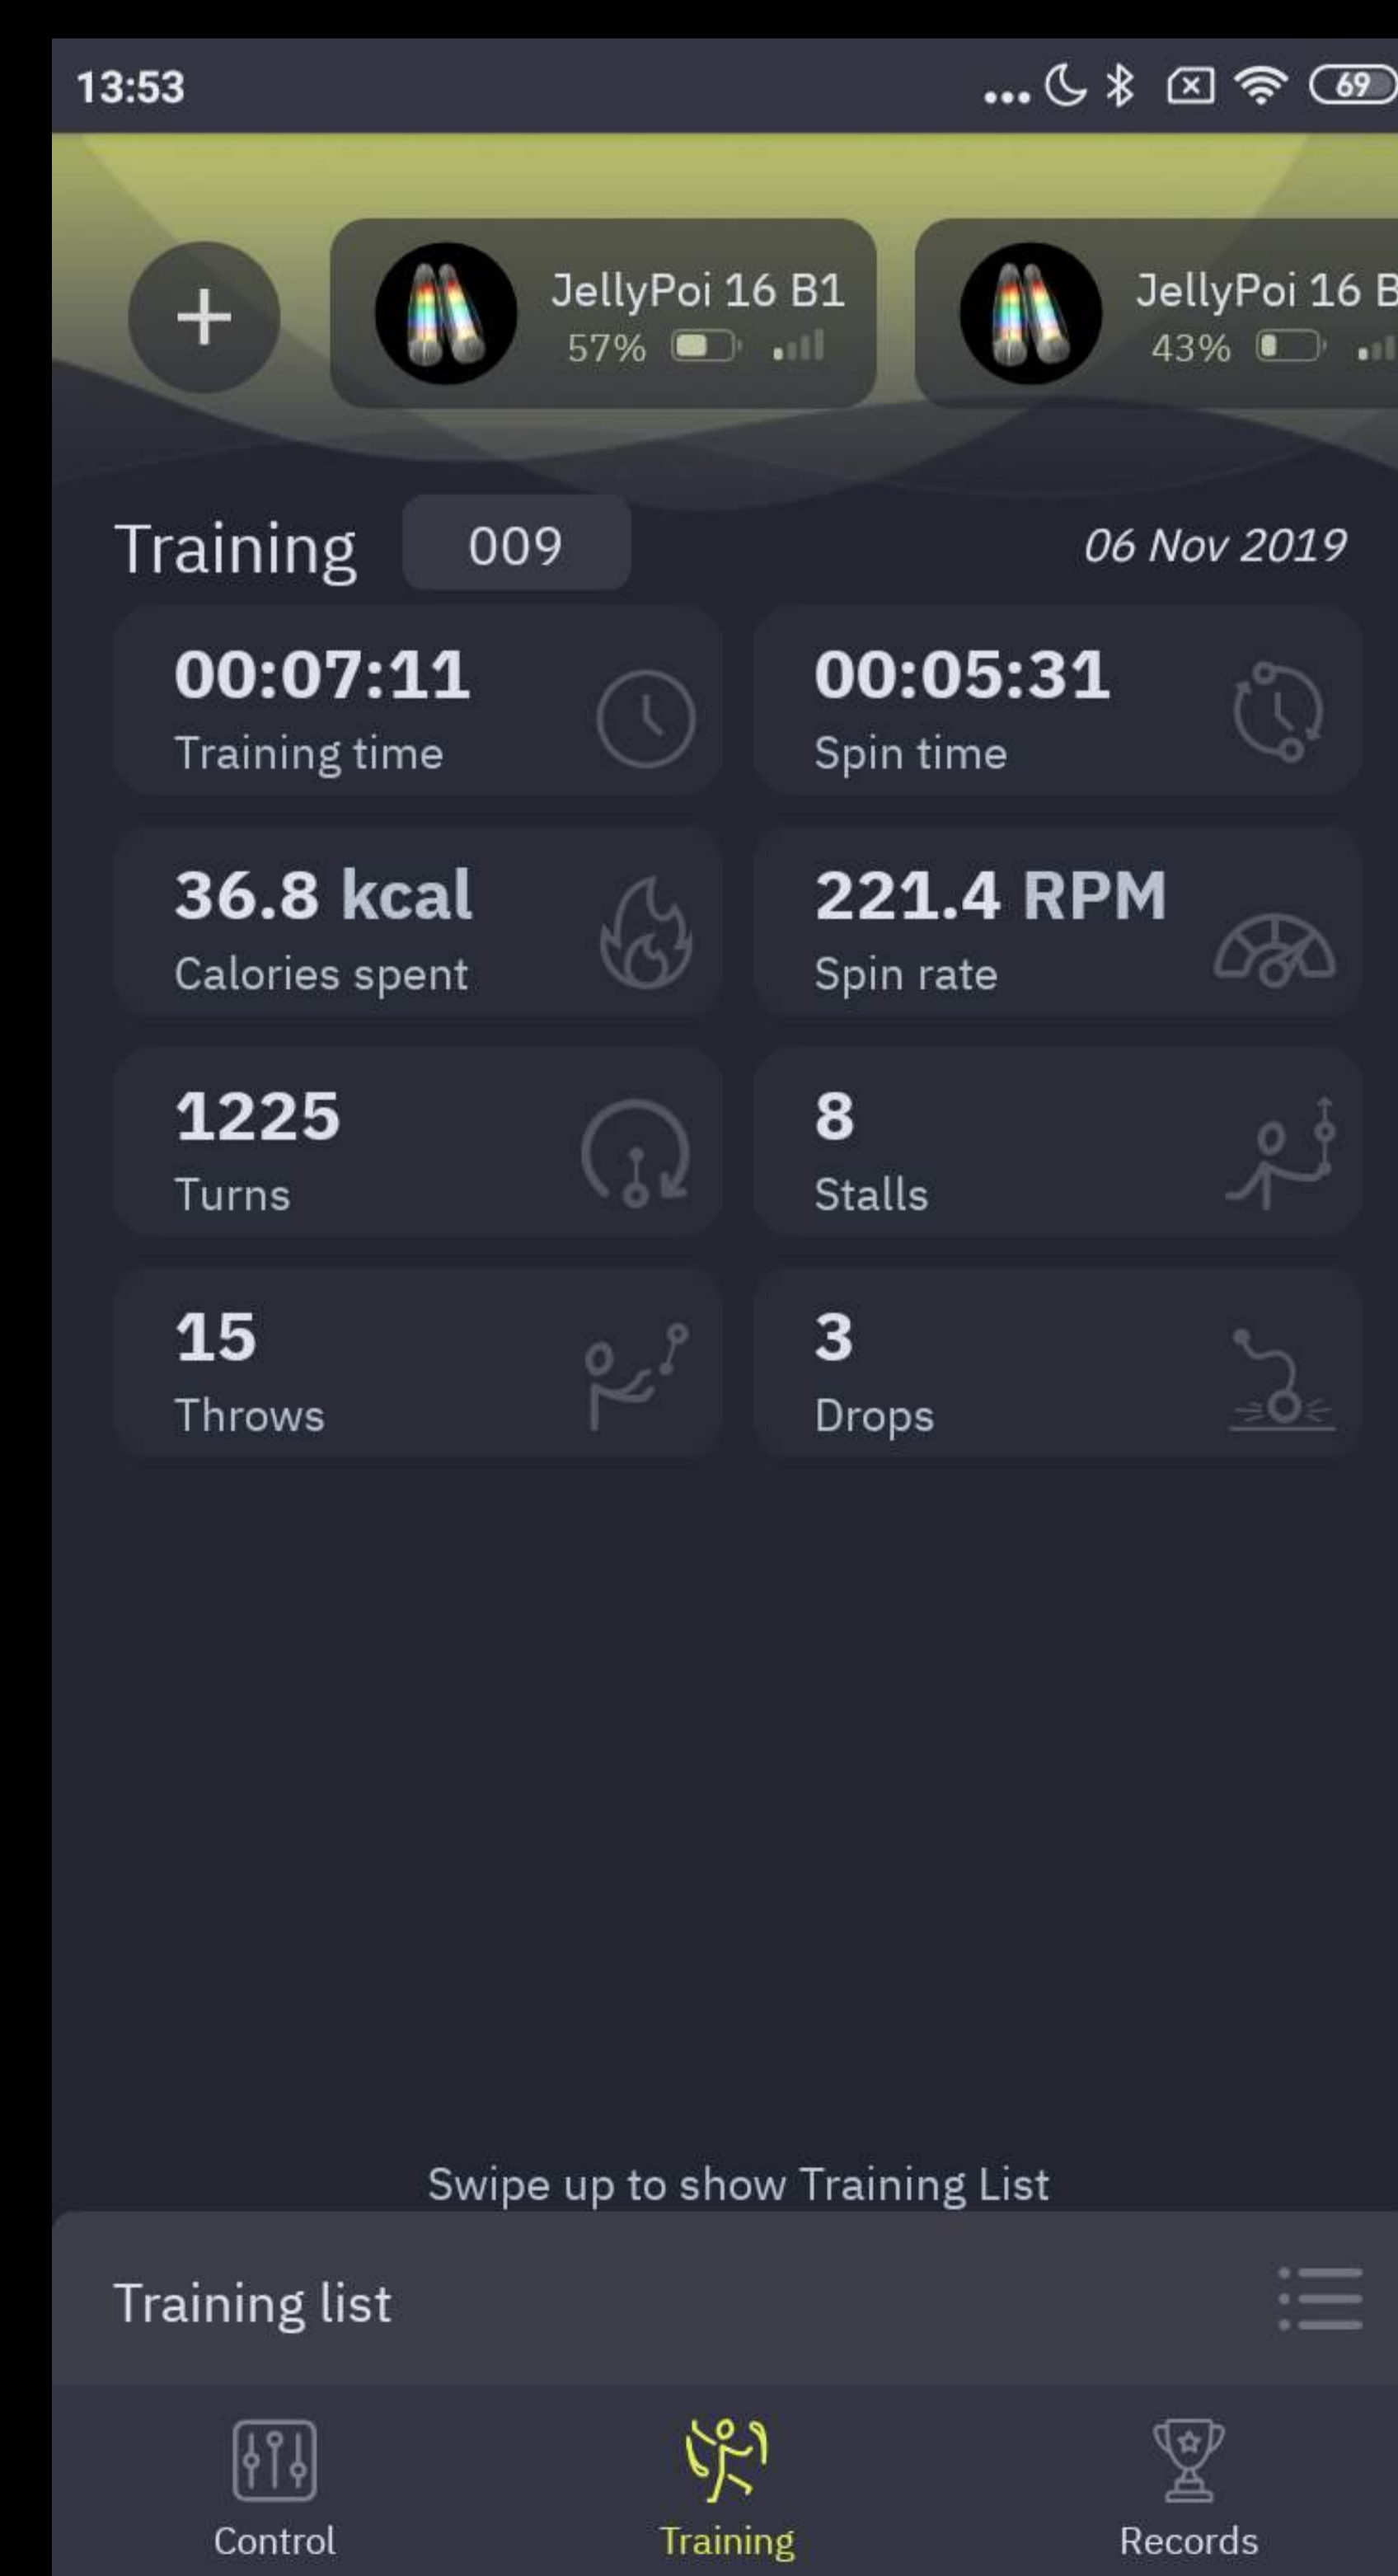 13:53
69
+
JellyPoi 16 B1
57%
JellyPoi 16 B
43%
Training 009 06 Nov 2019
00:07:11
Training time
00:05:31
Spin time
36.8 kcal
Calories spent
221.4 RPM
Spin rate
1225
Turns
8
Stalls
15
Throws
3
Drops
Swipe up to show Training List
Training list
Control
Training
Records